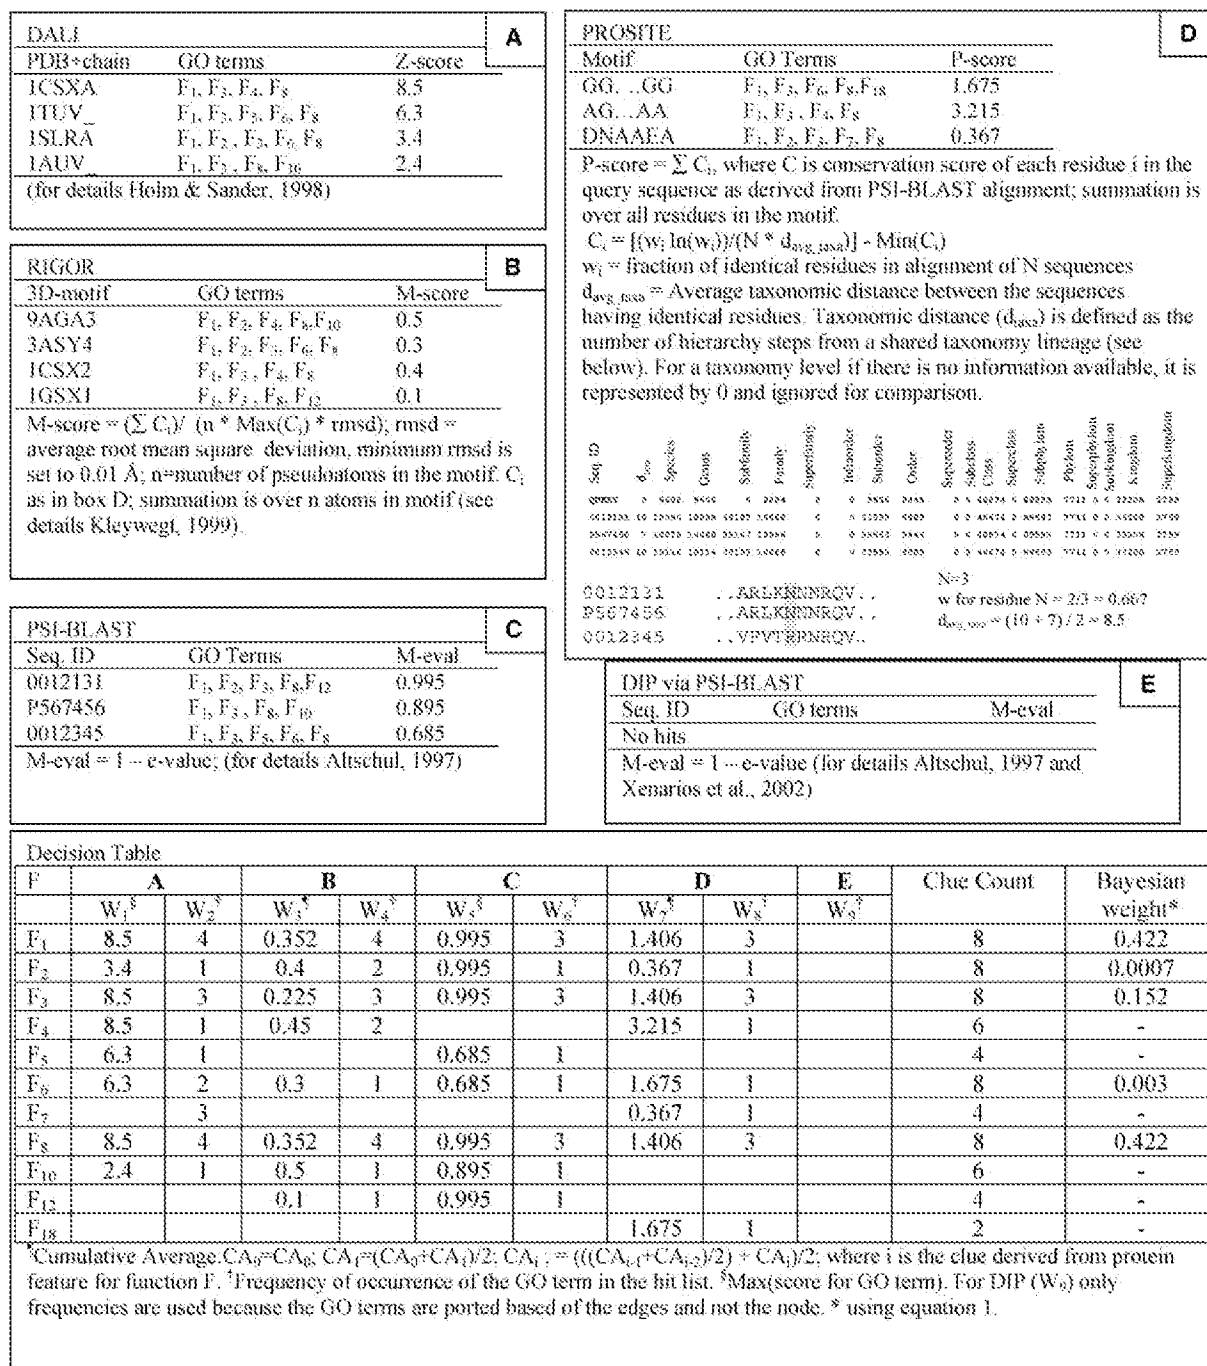 DALI
A
PDB+chain GO terms Z-score
1CSXA F1, F3, F4, F8 8.5
1TUV_ F1, F3, F5, F6, F8 6.3
1SLRA F1, F2, F3, F6, F8 3.4
1AUV_ F1, F3, F8, F10 2.4
(for details Holm & Sander, 1998)
RIGOR
B
3D-motif GO terms M-score
9AGA3 F1, F2, F4, F8, F10 0.5
3ASY4 F1, F2, F3, F6, F8 0.3
1CSX2 F1, F3, F4, F8 0.4
1GSX1 F1, F3, F8, F12 0.1
M-score = (∑ Ci)/ (n * Max(Ci) * rmsd); rmsd =
average root mean square deviation, minimum rmsd is
set to 0.01 Å; n=number of pseudoatoms in the motif. Ci
as in box D; summation is over n atoms in motif (see
details Kleywegt, 1999).
PSI-BLAST
C
Seq. ID GO Terms M-eval
0012131 F1, F2, F3, F8, F12 0.995
P567456 F1, F3, F8, F10 0.895
0012345 F1, F3, F5, F6, F8 0.685
M-eval = 1 – e-value; (for details Altschul, 1997)
PROSITE
D
Motif GO Terms P-score
GG...GG F1, F3, F6, F8, F18 1.675
AG...AA F1, F3, F4, F8 3.215
DNAAEA F1, F2, F3, F7, F8 0.367
P-score = ∑ Ci, where C is conservation score of each residue i in the
query sequence as derived from PSI-BLAST alignment; summation is
over all residues in the motif.
Ci = [(wi ln(wi))/(N * davg_taxa)] - Min(Ci)
wi = fraction of identical residues in alignment of N sequences
davg_taxa = Average taxonomic distance between the sequences
having identical residues. Taxonomic distance (dtaxa) is defined as the
number of hierarchy steps from a shared taxonomy lineage (see
below). For a taxonomy level if there is no information available, it is
represented by 0 and ignored for comparison.
Seq ID Species Genus Subfamily Family Superfamily Infraorder Suborder Order Superorder Subclass Class Superclass Subphylum Phylum Superphylum Subkingdom Kingdom Superkingdom
0012131 ..ARLKNNNRQV..
P567456 ..ARLKNNNRQV..
0012345 ..VPVTRPNRQV..
N=3
w for residue N = 2/3 = 0.667
davg_taxa = (10 + 7) / 2 = 8.5
DIP via PSI-BLAST
E
Seq. ID GO terms M-eval
No hits
M-eval = 1 – e-value (for details Altschul, 1997 and
Xenarios et al., 2002)
Decision Table
F A B C D E Clue Count Bayesian
W1§ W2† W3¶ W4† W5§ W6† W7¶ W8† W9† weight*
F1 8.5 4 0.352 4 0.995 3 1.406 3 8 0.422
F2 3.4 1 0.4 2 0.995 1 0.367 1 8 0.0007
F3 8.5 3 0.225 3 0.995 3 1.406 3 8 0.152
F4 8.5 1 0.45 2 3.215 1 6 -
F5 6.3 1 0.685 1 4 -
F6 6.3 2 0.3 1 0.685 1 1.675 1 8 0.003
F7 3 0.367 1 4 -
F8 8.5 4 0.352 4 0.995 3 1.406 3 8 0.422
F10 2.4 1 0.5 1 0.895 1 6 -
F12 0.1 1 0.995 1 4 -
F18 1.675 1 2 -
¶Cumulative Average. CA0=CA0; CA1=(CA0+CA1)/2; CAi = (((CAi-1+CAi-2)/2) + CAi)/2; where i is the clue derived from protein
feature for function F. †Frequency of occurrence of the GO term in the hit list. §Max(score for GO term). For DIP (W9) only
frequencies are used because the GO terms are ported based of the edges and not the node. * using equation 1.